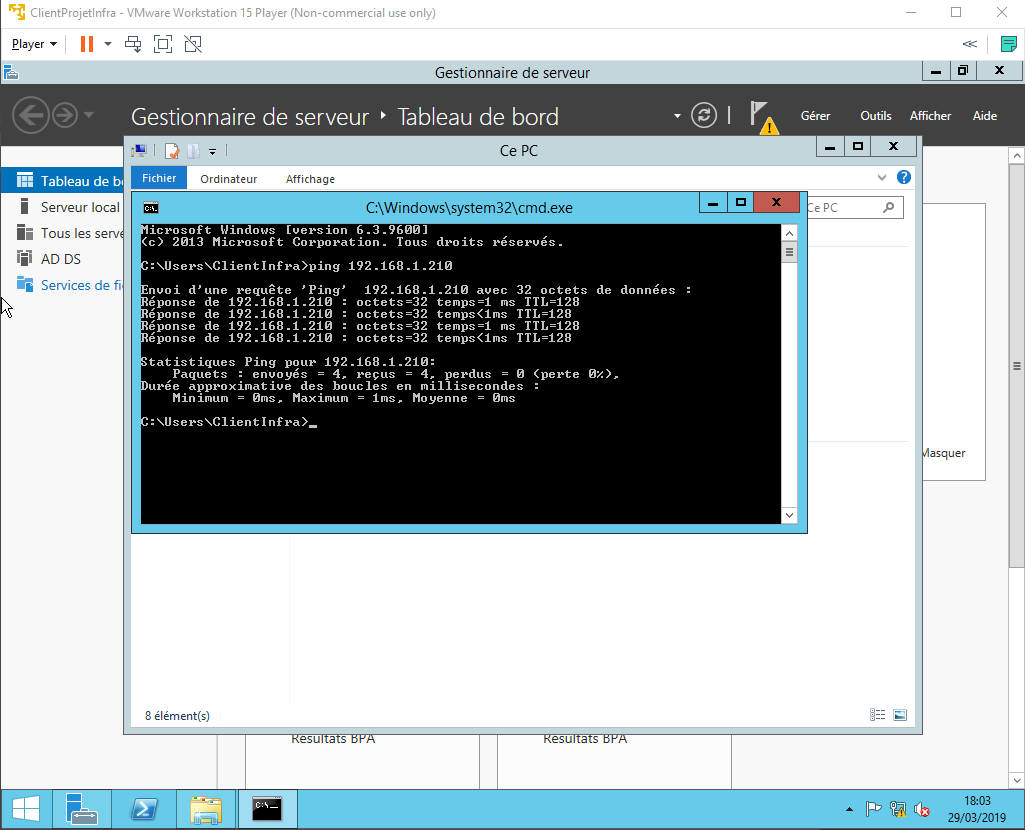 ClientProjetInfra - VMware Workstation 15 Player (Non-commercial use only)
Player
Gestionnaire de serveur
Gestionnaire de serveur ‣ Tableau de bord
Gérer
Outils
Afficher
Aide
Ce PC
Fichier
Ordinateur
Affichage
Tableau de bo
Serveur local
Tous les serve
AD DS
Services de fi
C:\Windows\system32\cmd.exe
Ce PC
Microsoft Windows [version 6.3.9600]
(c) 2013 Microsoft Corporation. Tous droits réservés.
C:\Users\ClientInfra>ping 192.168.1.210
Envoi d'une requête 'Ping'  192.168.1.210 avec 32 octets de données :
Réponse de 192.168.1.210 : octets=32 temps=1 ms TTL=128
Réponse de 192.168.1.210 : octets=32 temps<1ms TTL=128
Réponse de 192.168.1.210 : octets=32 temps=1 ms TTL=128
Réponse de 192.168.1.210 : octets=32 temps<1ms TTL=128
Statistiques Ping pour 192.168.1.210:
Paquets : envoyés = 4, reçus = 4, perdus = 0 (perte 0%),
Durée approximative des boucles en millisecondes :
Minimum = 0ms, Maximum = 1ms, Moyenne = 0ms
C:\Users\ClientInfra>_
Masquer
8 élément(s)
Résultats BPA
Résultats BPA
18:03
29/03/2019